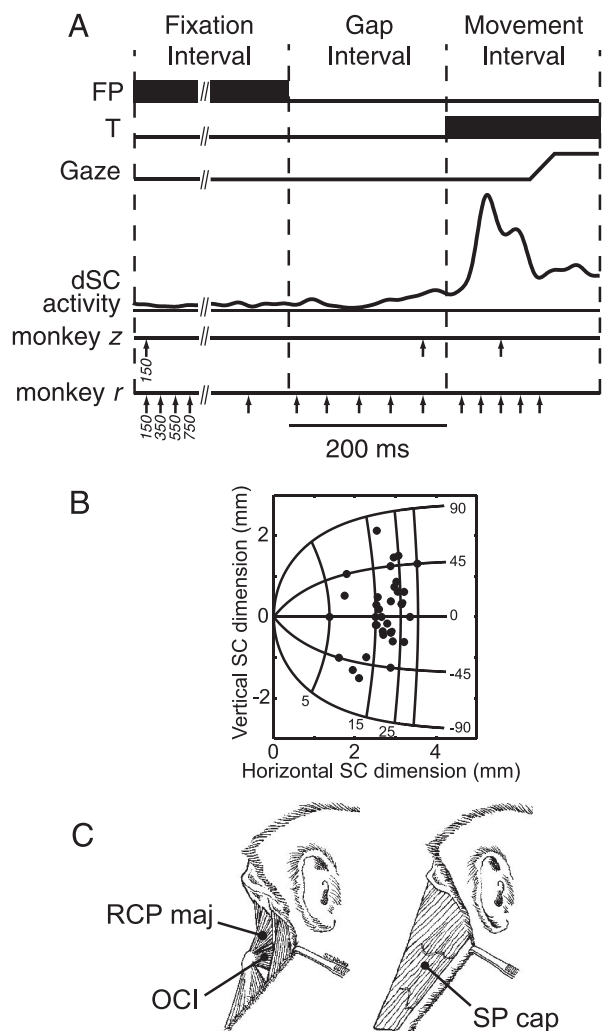 A
Fixation Interval
Gap Interval
Movement Interval
FP
T
Gaze
dSC activity
monkey z
150
monkey r
150 350 550 750
200 ms
B
Vertical SC dimension (mm)
2
0
-2
90
45
0
-45
-90
5
15
25
0 2 4
Horizontal SC dimension (mm)
C
RCP maj
OCI
SP cap